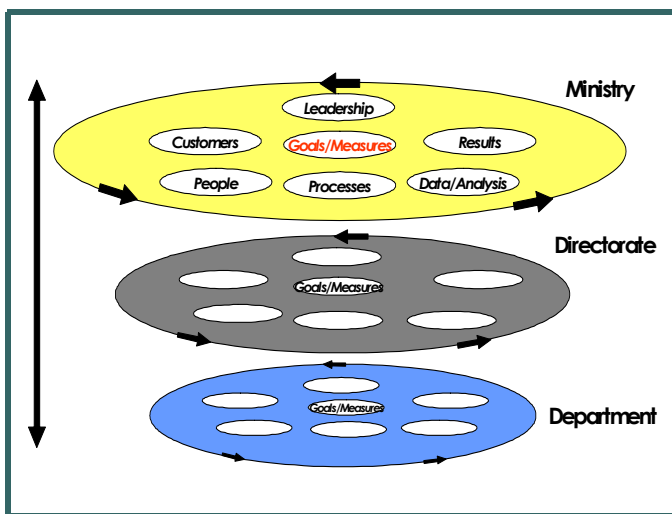 Ministry
Leadership
Customers
Goals/Measures
Results
People
Processes
Data/Analysis
Directorate
Goals/Measures
Goals/Measures
Department